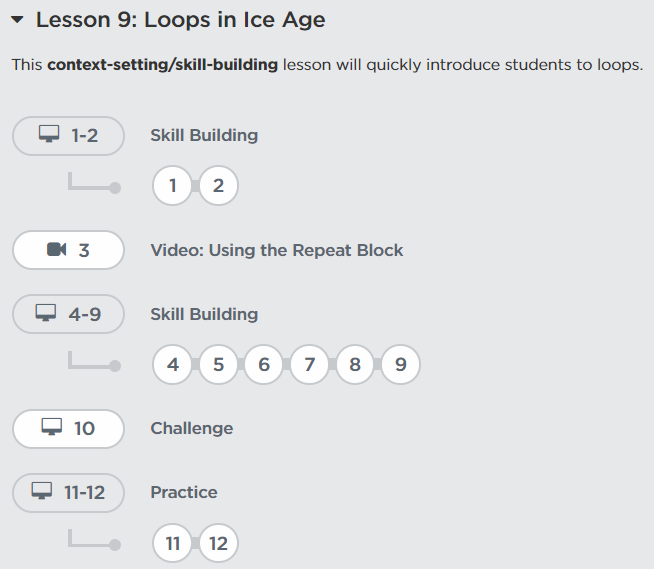 Lesson 9: Loops in Ice Age
This context-setting/skill-building lesson will quickly introduce students to loops.
1-2 Skill Building
1 2
3 Video: Using the Repeat Block
4-9 Skill Building
4 5 6 7 8 9
10 Challenge
11-12 Practice
11 12